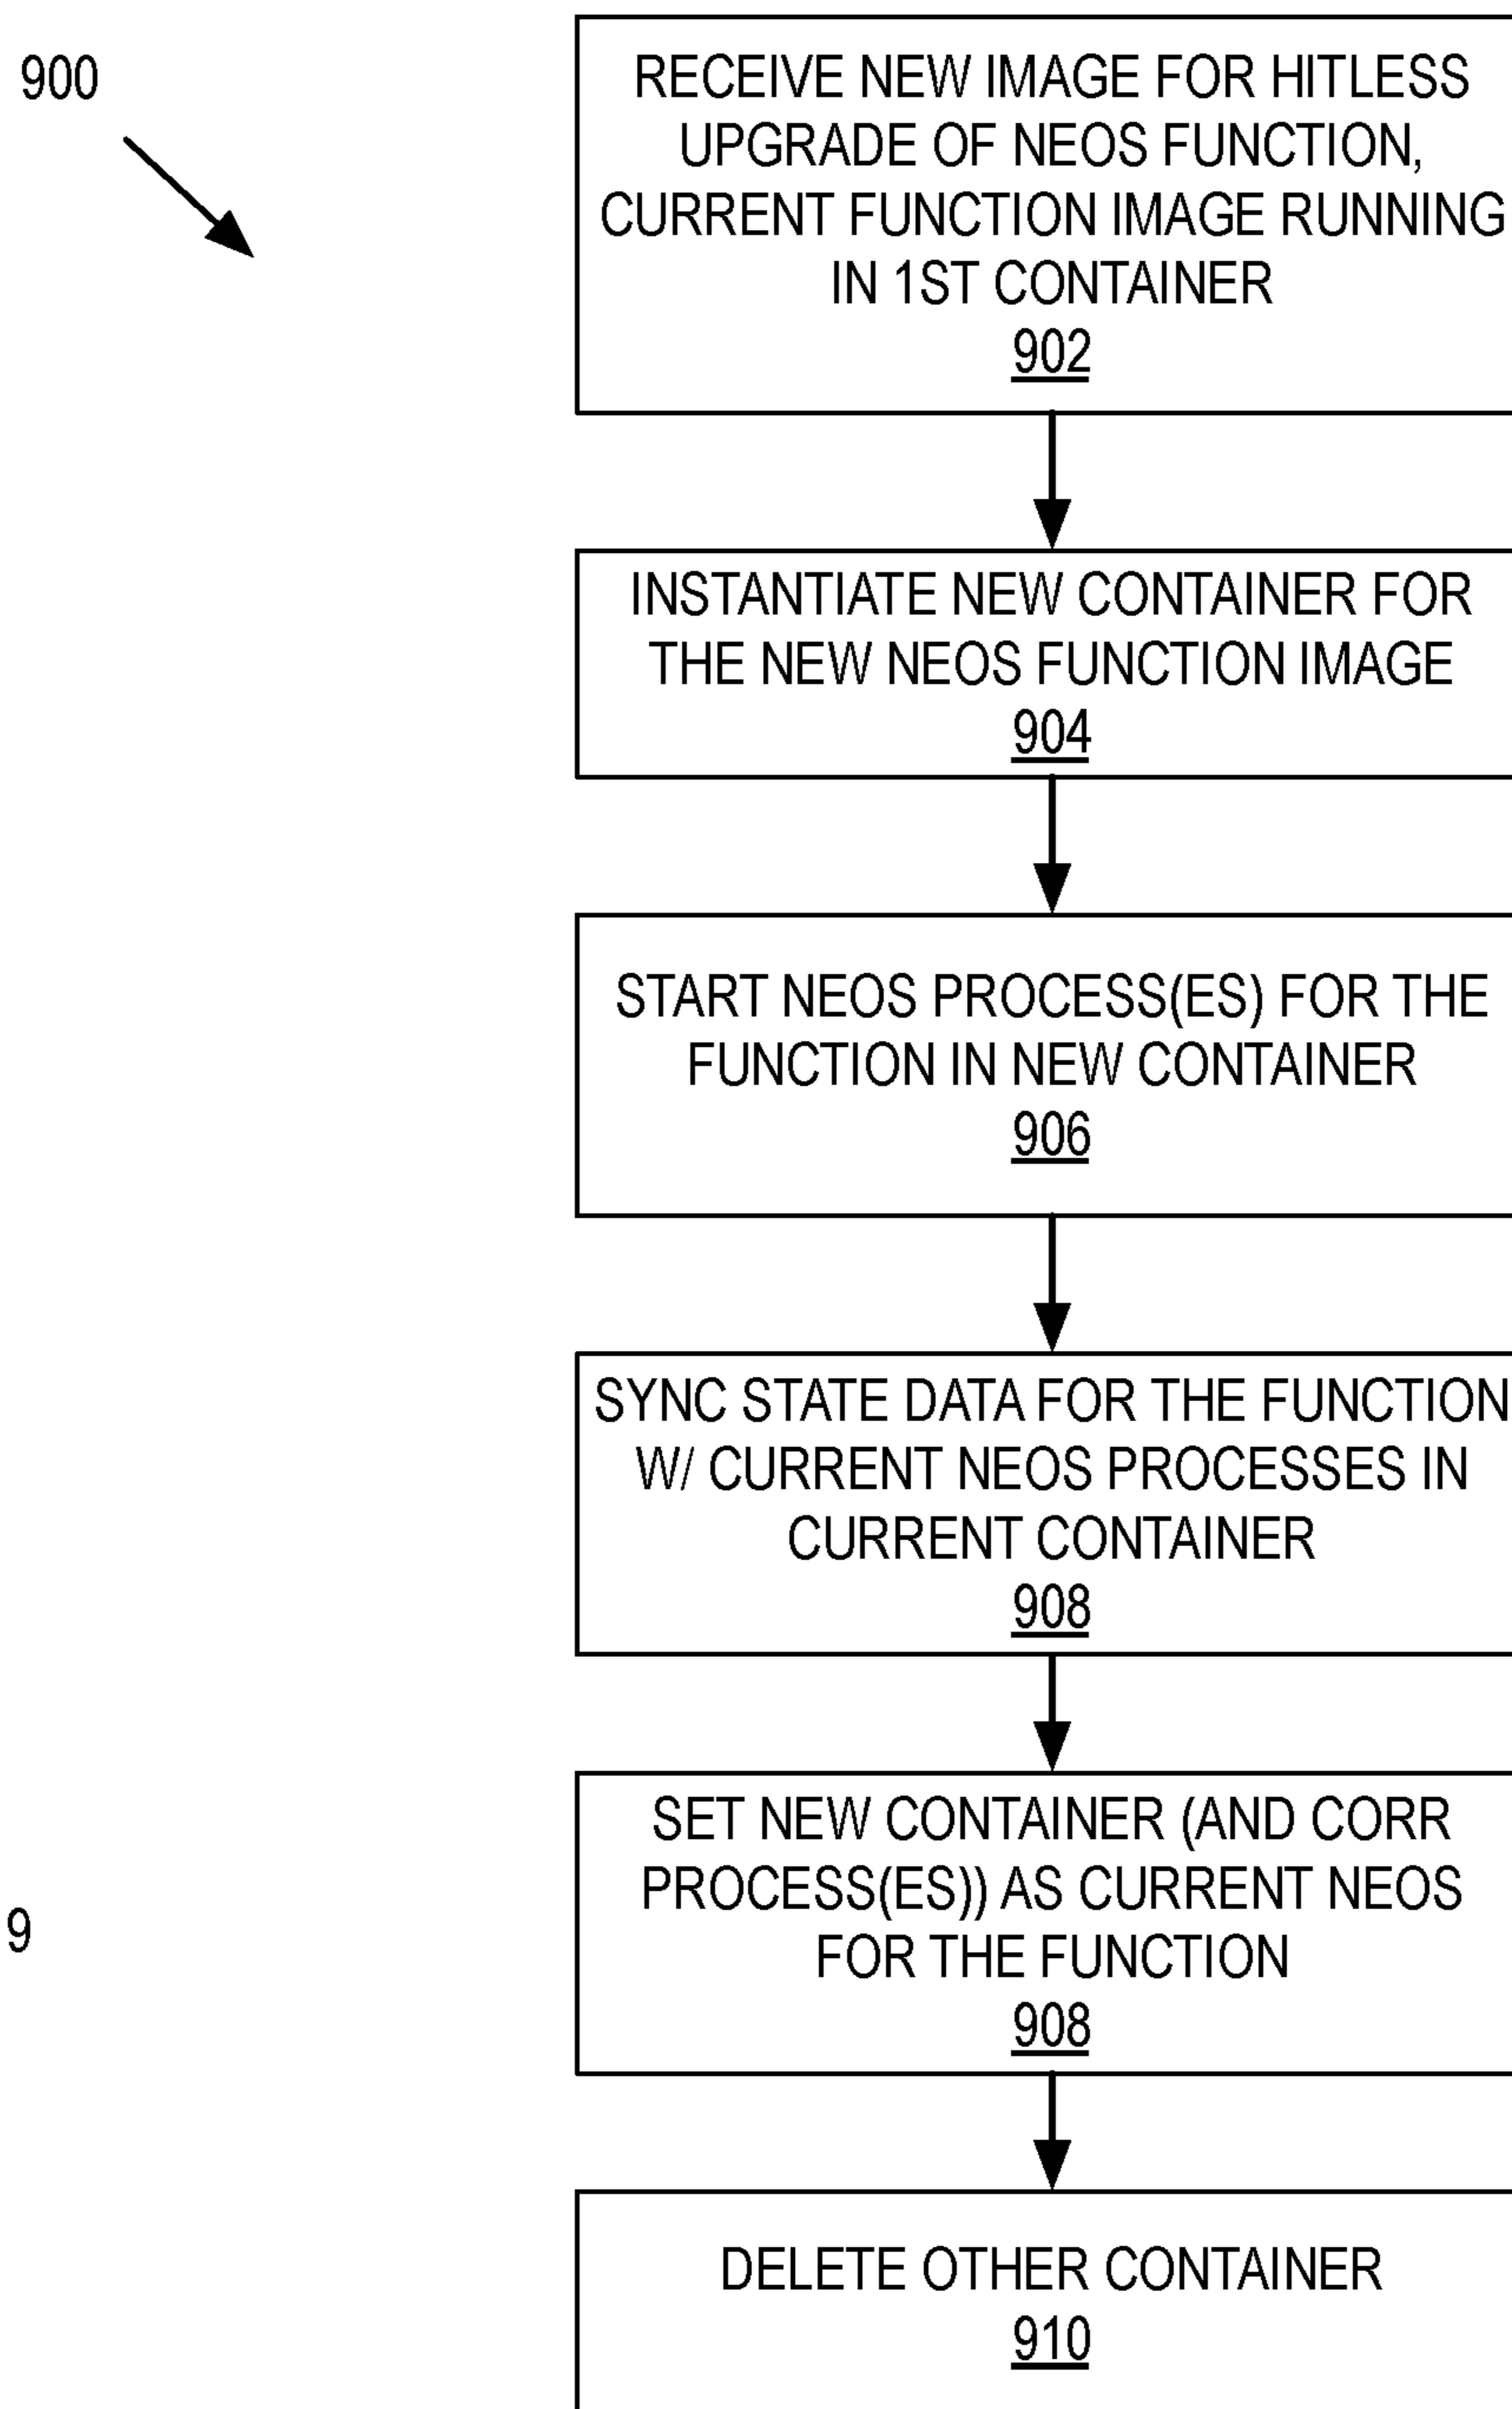 900
RECEIVE NEW IMAGE FOR HITLESS
UPGRADE OF NEOS FUNCTION,
CURRENT FUNCTION IMAGE RUNNING
IN 1ST CONTAINER
902
INSTANTIATE NEW CONTAINER FOR
THE NEW NEOS FUNCTION IMAGE
904
START NEOS PROCESS(ES) FOR THE
FUNCTION IN NEW CONTAINER
906
SYNC STATE DATA FOR THE FUNCTION
W/ CURRENT NEOS PROCESSES IN
CURRENT CONTAINER
908
SET NEW CONTAINER (AND CORR
PROCESS(ES)) AS CURRENT NEOS
FOR THE FUNCTION
908
9
DELETE OTHER CONTAINER
910